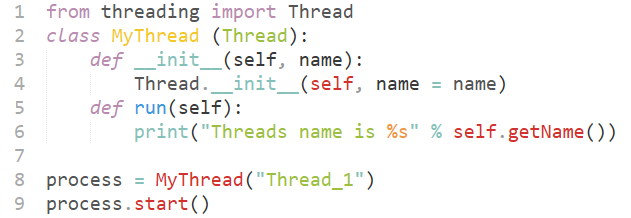 1 from threading import Thread
2 class MyThread (Thread):
3     def __init__(self, name):
4         Thread.__init__(self, name = name)
5     def run(self):
6         print("Threads name is %s" % self.getName())
7
8 process = MyThread("Thread_1")
9 process.start()